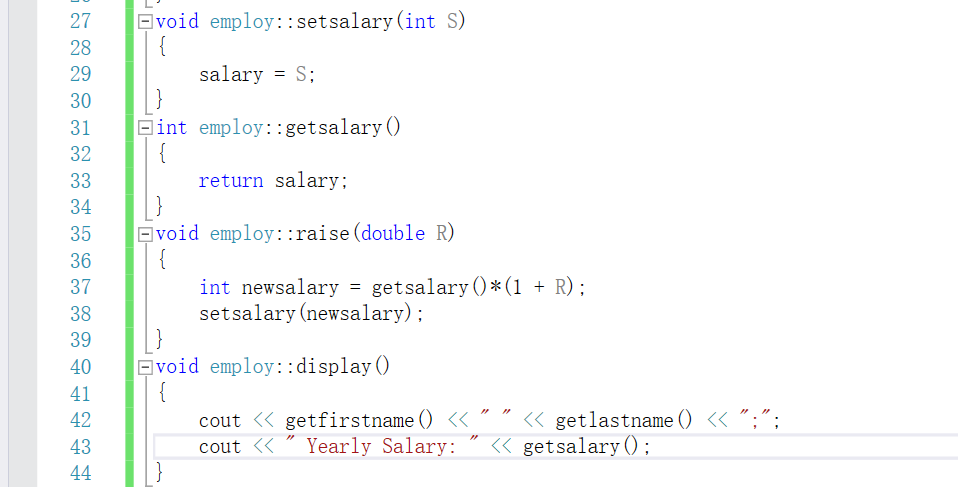 27 void employ::setsalary(int S)
28 {
29 salary = S;
30 }
31 int employ::getsalary()
32 {
33 return salary;
34 }
35 void employ::raise(double R)
36 {
37 int newsalary = getsalary()*(1 + R);
38 setsalary(newsalary);
39 }
40 void employ::display()
41 {
42 cout << getfirstname() << " " << getlastname() << ";";
43 cout << " Yearly Salary: " << getsalary();
44 }